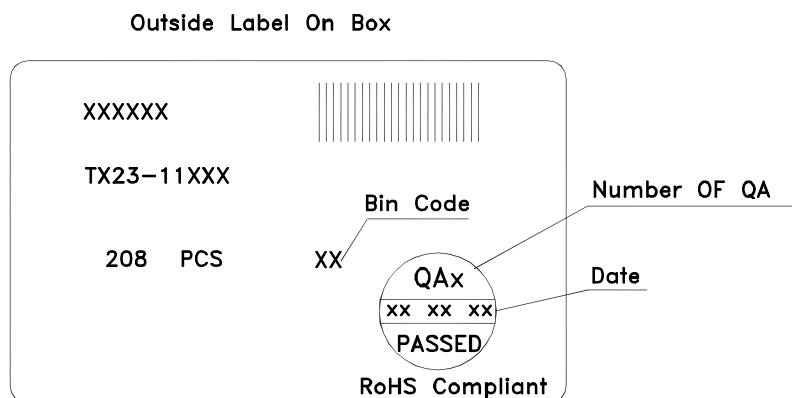 Outside Label On Box
XXXXXX
TX23-11XXX
Number OF QA
Bin Code
208 PCS
XX
QAx
Date
xx xx xx
PASSED
RoHS Compliant